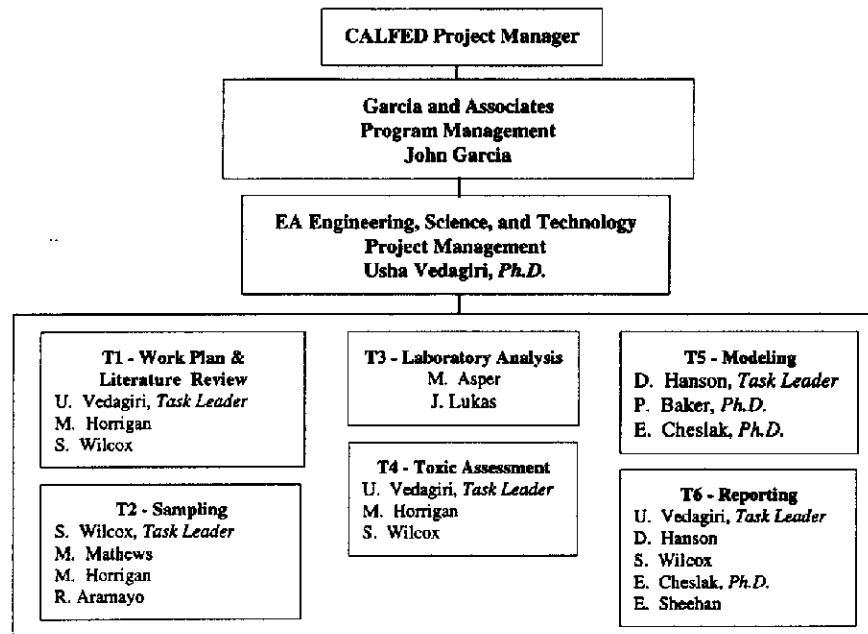 CALFED Project Manager
Garcia and Associates
Program Management
John Garcia
EA Engineering, Science, and Technology
Project Management
Usha Vedagiri, Ph.D.
T1 - Work Plan &
Literature Review
U. Vedagiri, Task Leader
M. Horrigan
S. Wilcox
T2 - Sampling
S. Wilcox, Task Leader
M. Mathews
M. Horrigan
R. Aramayo
T3 - Laboratory Analysis
M. Asper
J. Lukas
T4 - Toxic Assessment
U. Vedagiri, Task Leader
M. Horrigan
S. Wilcox
T5 - Modeling
D. Hanson, Task Leader
P. Baker, Ph.D.
E. Cheslak, Ph.D.
T6 - Reporting
U. Vedagiri, Task Leader
D. Hanson
S. Wilcox
E. Cheslak, Ph.D.
E. Sheehan